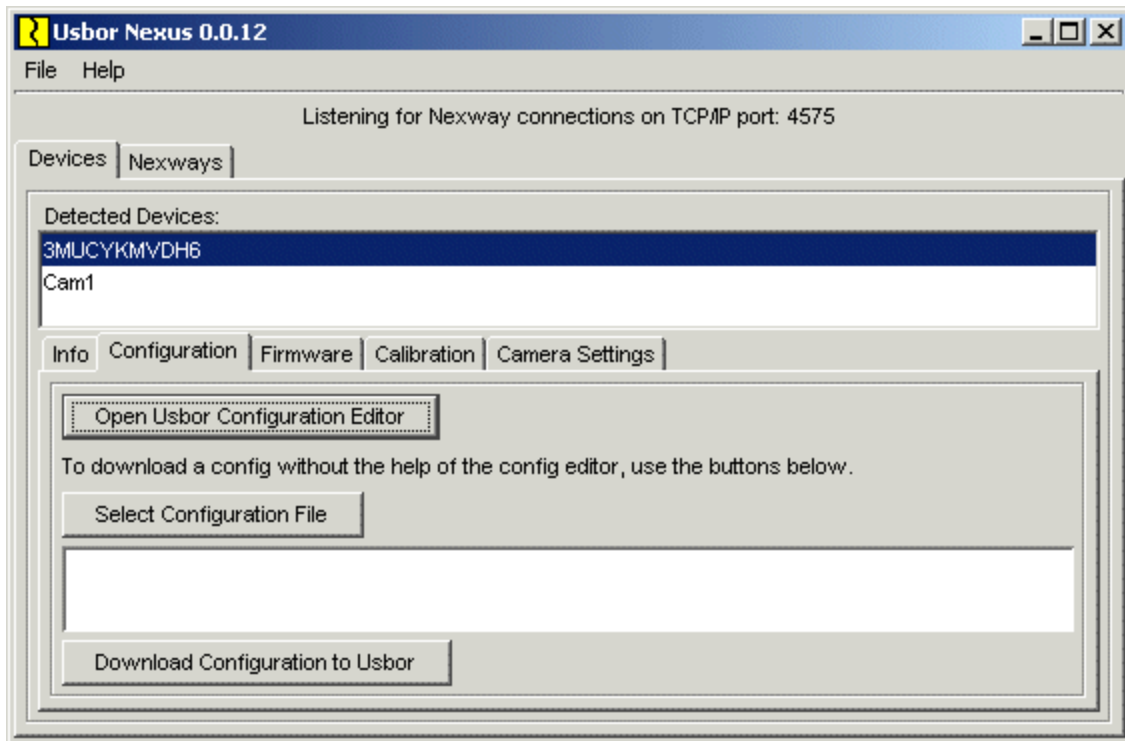 Usbor Nexus 0.0.12
File Help
Listening for Nexway connections on TCP/IP port: 4575
Devices Nexways
Detected Devices:
3MUCYKMVDH6
Cam1
Info Configuration Firmware Calibration Camera Settings
Open Usbor Configuration Editor
To download a config without the help of the config editor, use the buttons below.
Select Configuration File
Download Configuration to Usbor